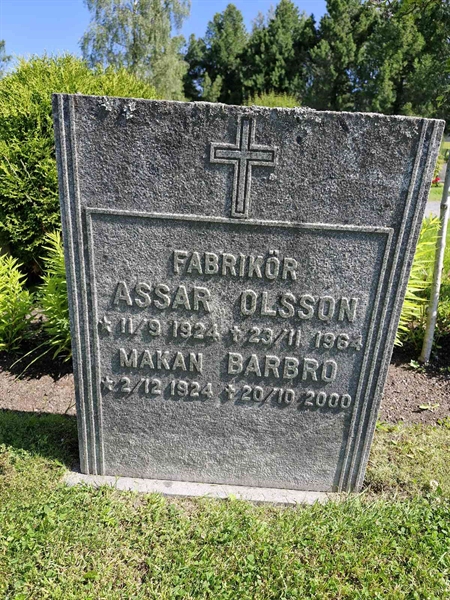 FABRIKÖR
ASSAR OLSSON
*11/9 1924 †23/11 1964
MAKAN BARBRO
*2/12 1924 †20/10 2000